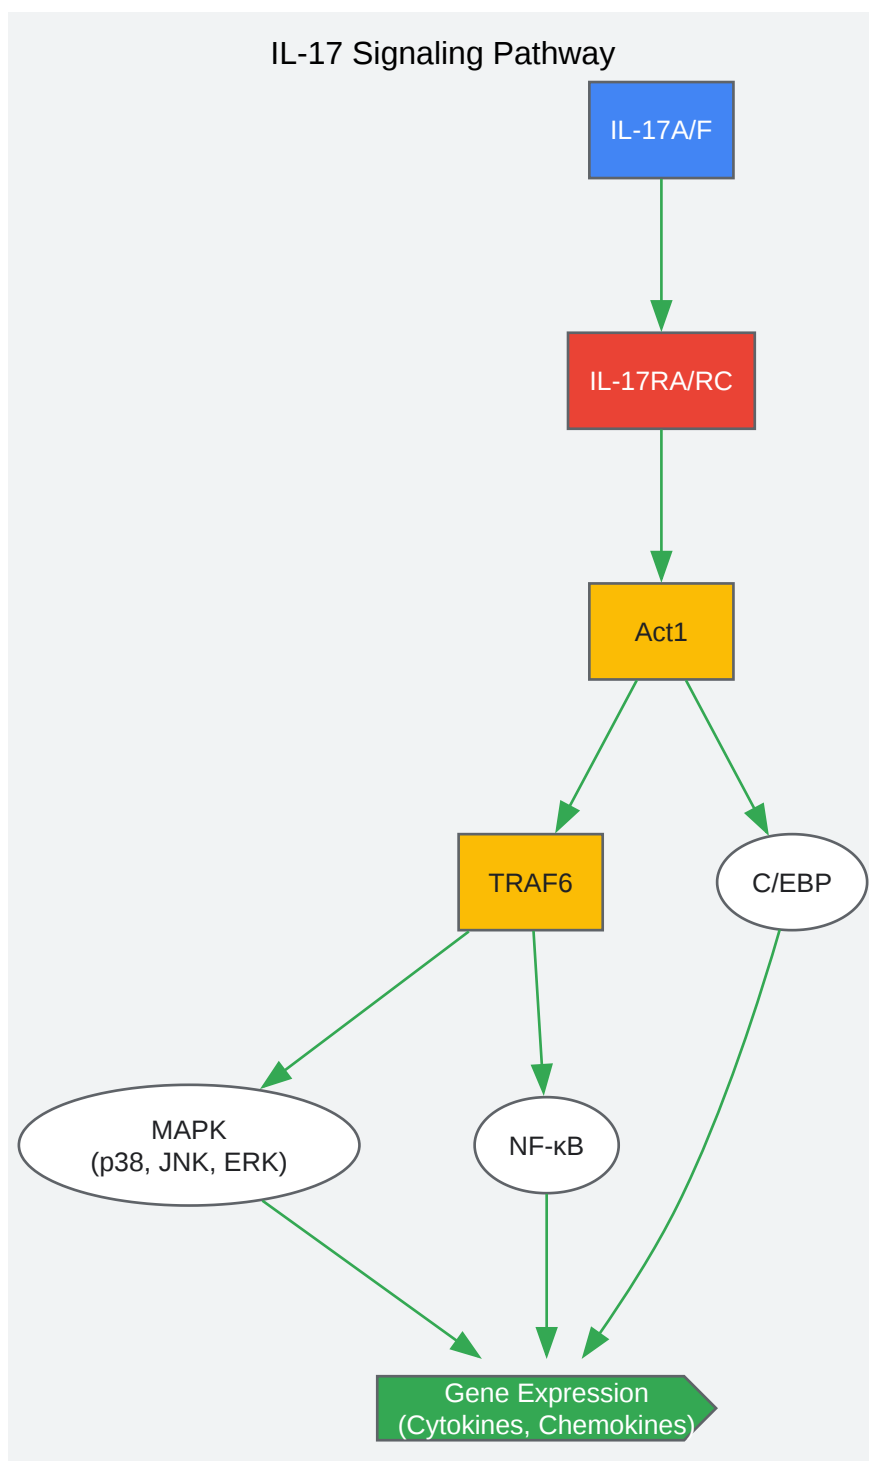 IL-17 Signaling Pathway
IL-17A/F
IL-17RA/RC
Act1
TRAF6
C/EBP
MAPK
(p38, JNK, ERK)
NF-κB
Gene Expression
(Cytokines, Chemokines)